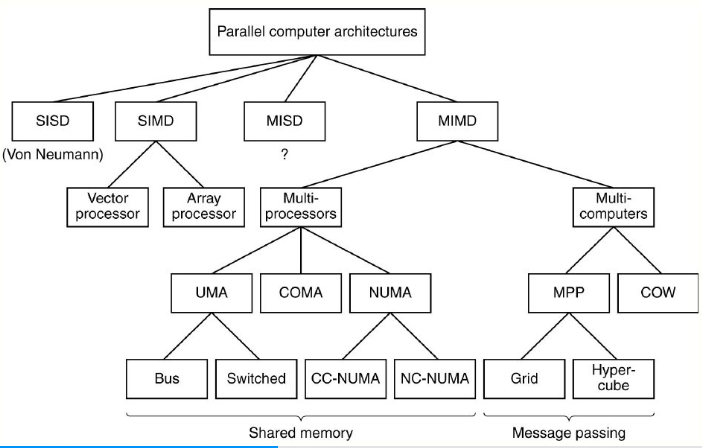 Parallel computer architectures
SISD
SIMD
MISD
MIMD
(Von Neumann)
?
Vector
processor
Array
processor
Multi-
processors
Multi-
computers
UMA
COMA
NUMA
MPP
COW
Bus
Switched
CC-NUMA
NC-NUMA
Grid
Hyper-
cube
Shared memory
Message passing